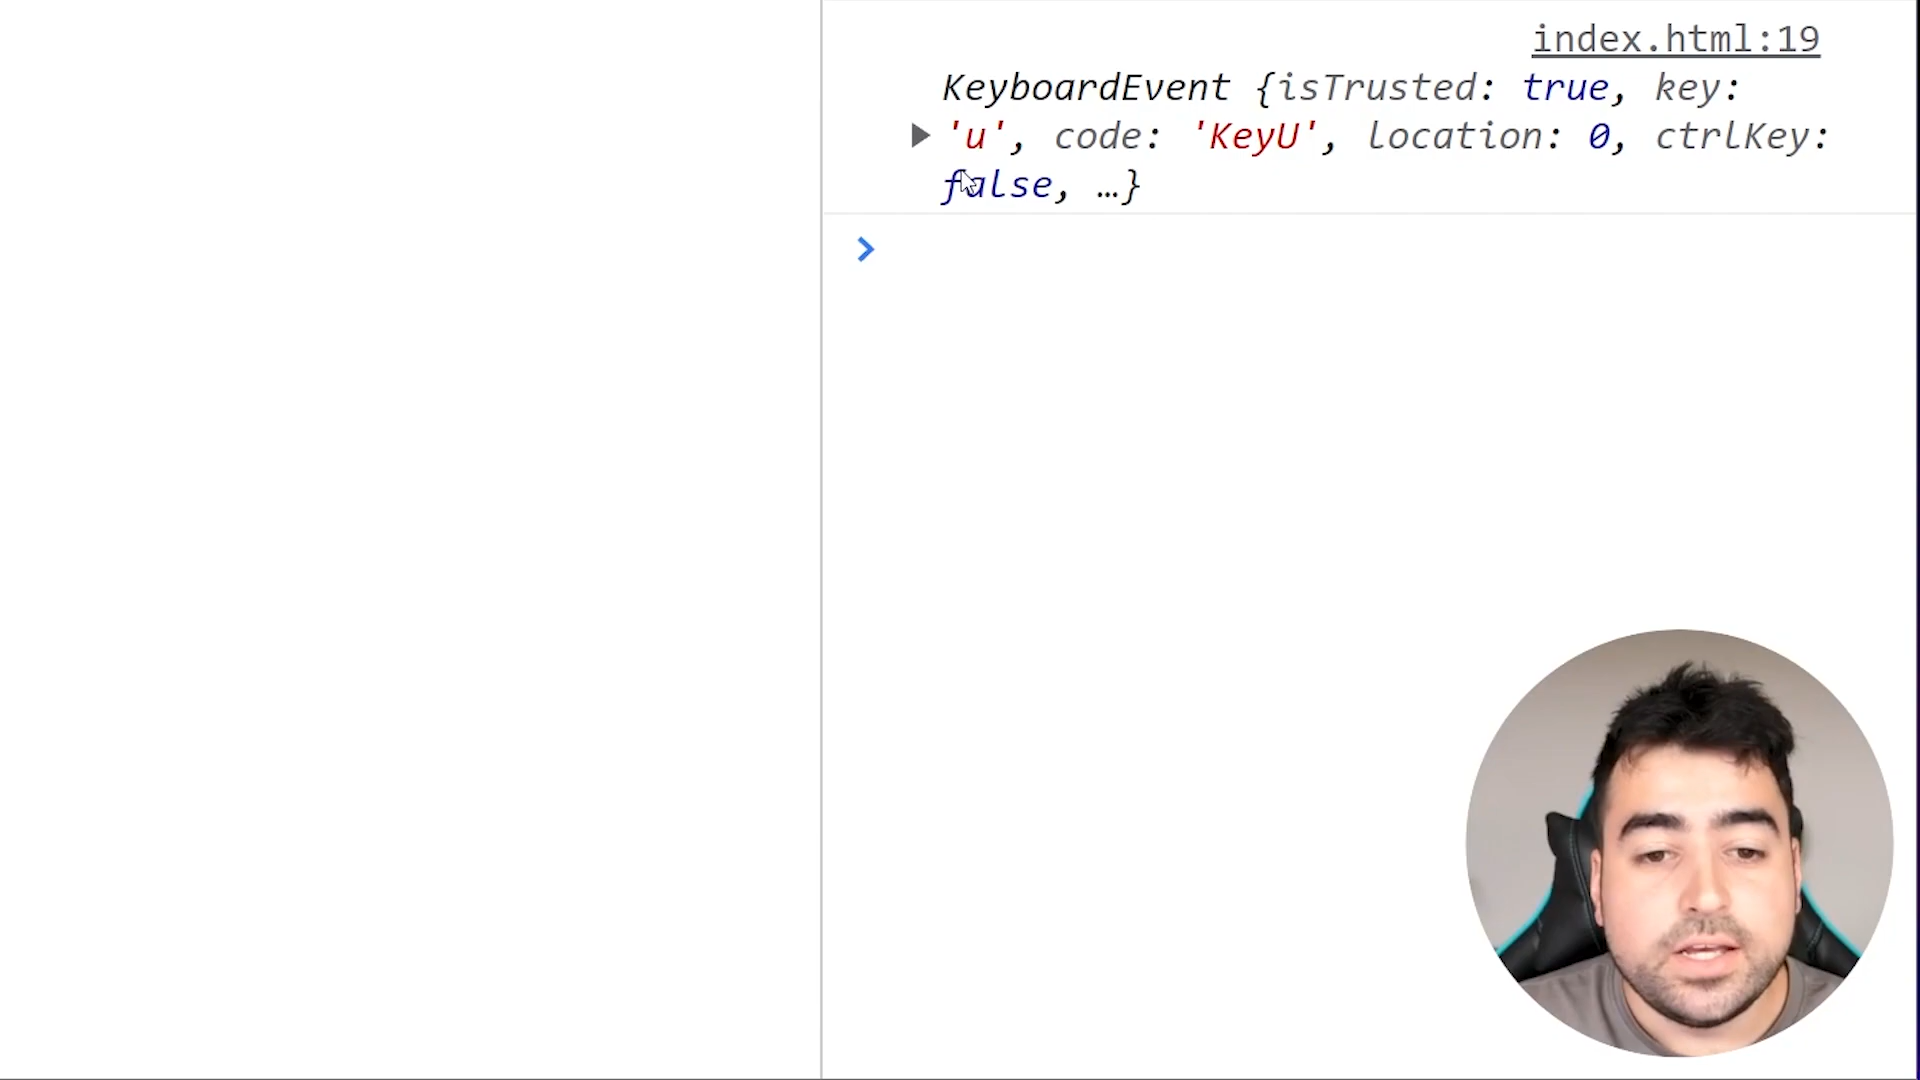 index.html:19
KeyboardEvent {isTrusted: true, key:
'u', code: 'KeyU', location: 0, ctrlKey:
false, …}